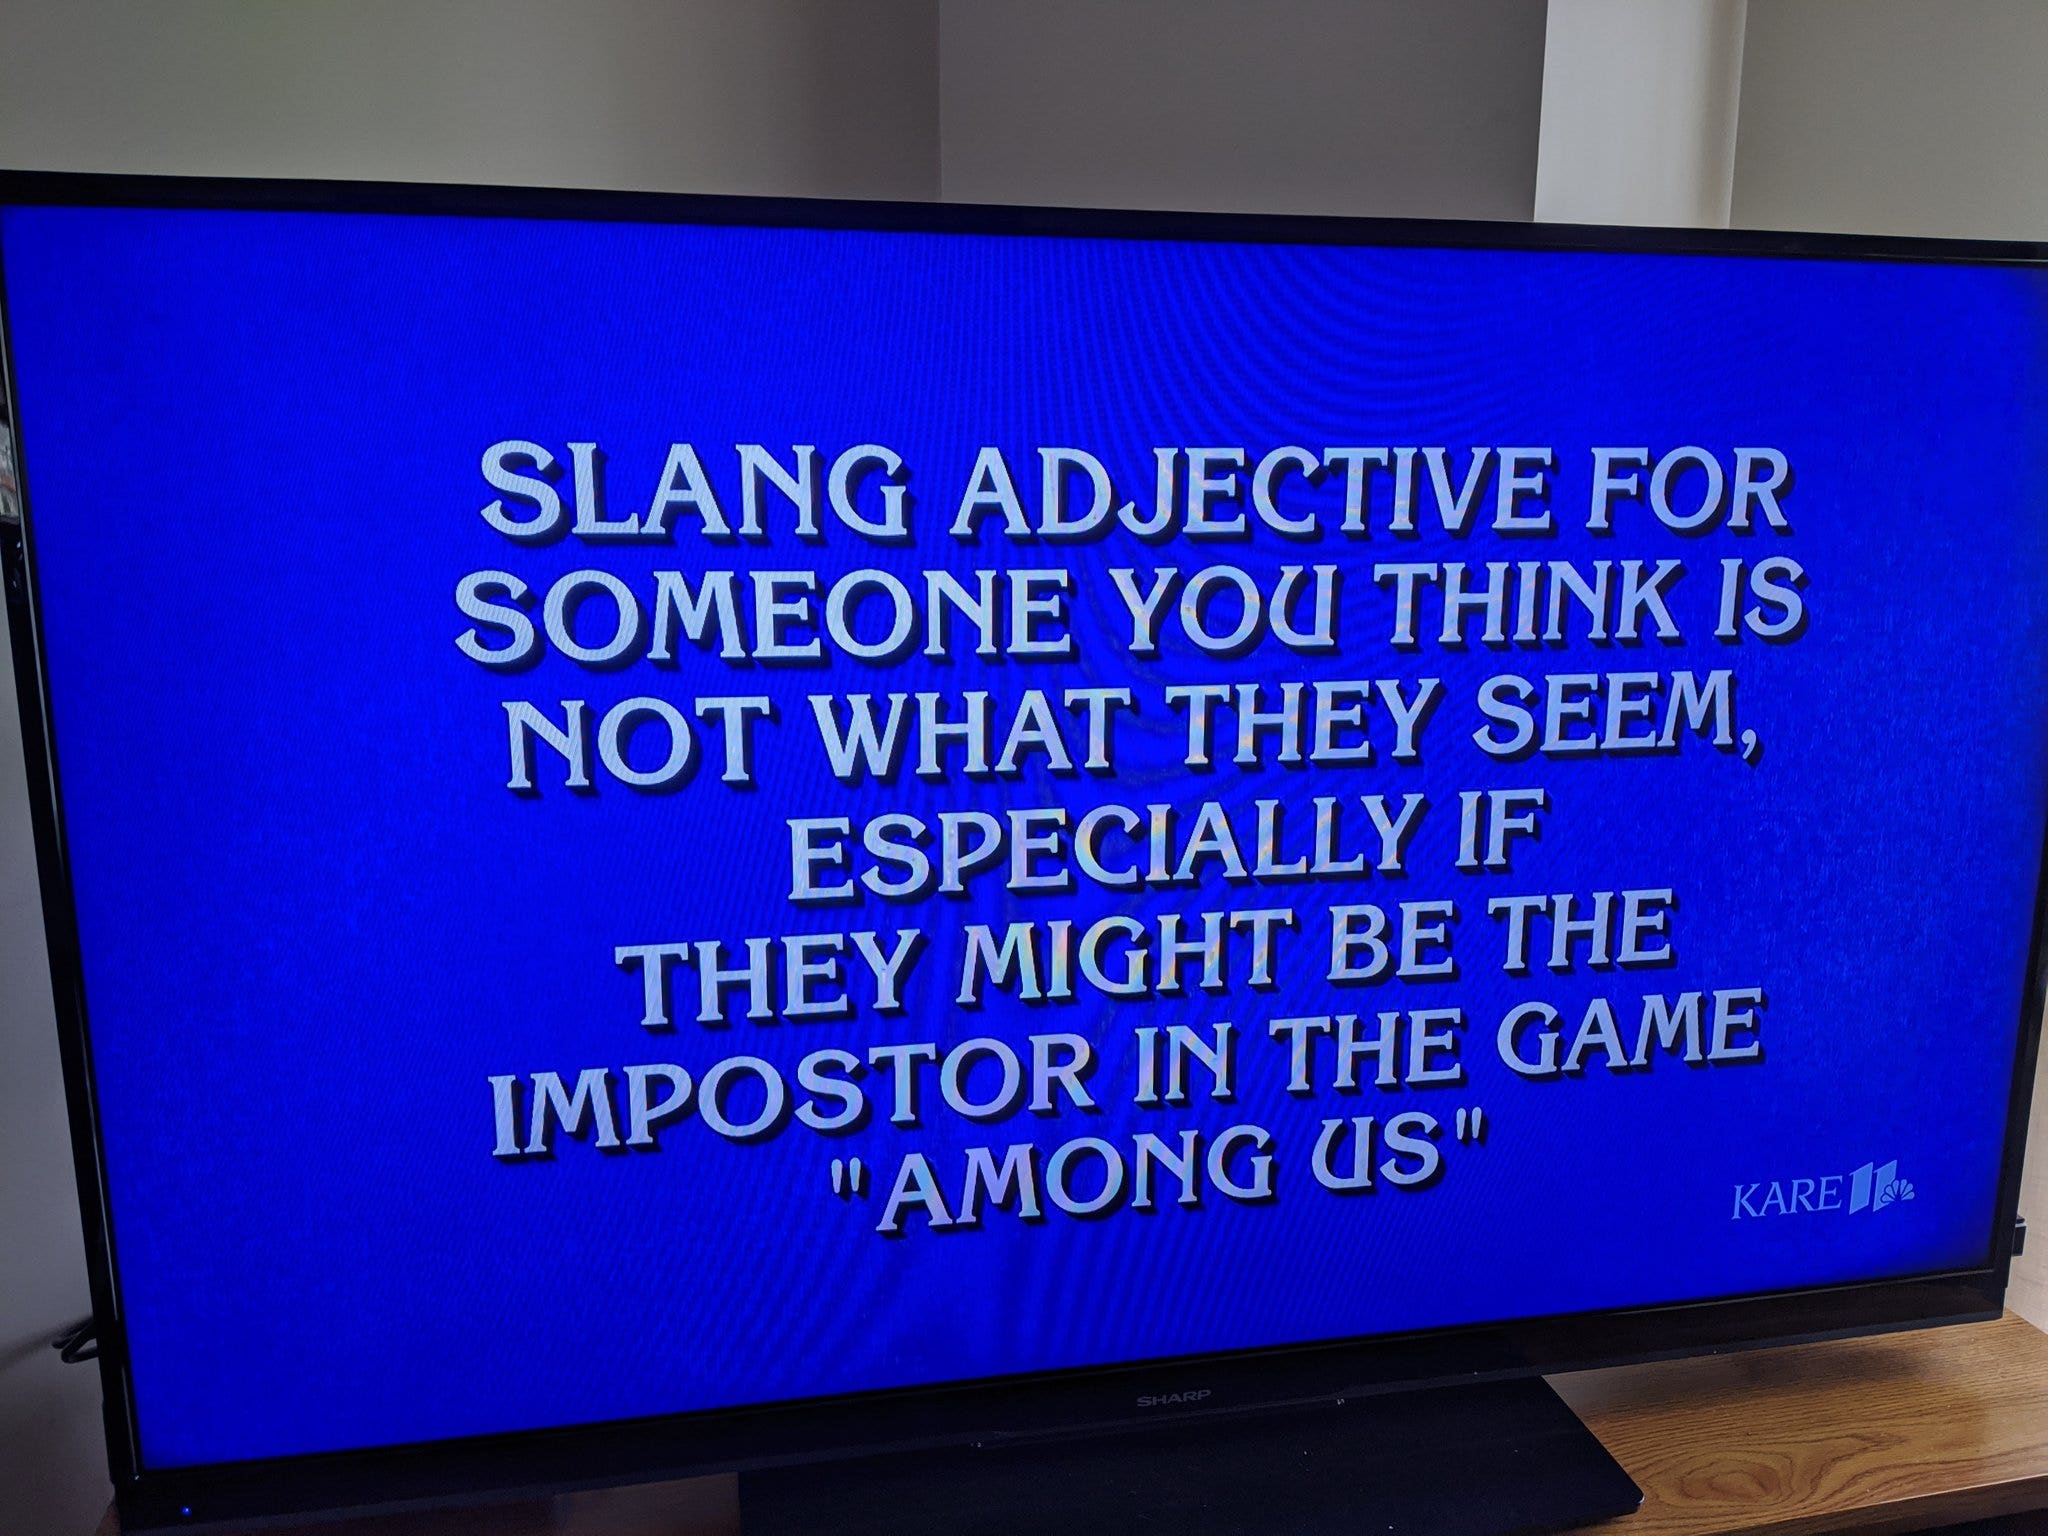 SLANG ADJECTIVE FOR
SOMEONE YOU THINK IS
NOT WHAT THEY SEEM,
ESPECIALLY IF
THEY MIGHT BE THE
IMPOSTOR IN THE GAME
"AMONG US"
KARE 11
SHARP